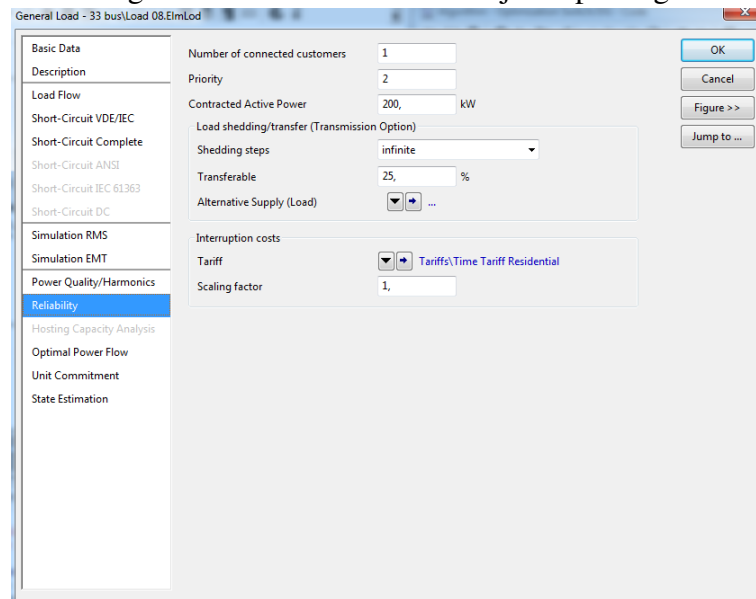 General Load - 33 bus\Load 08.ElmLod
Basic Data
Description
Load Flow
Short-Circuit VDE/IEC
Short-Circuit Complete
Short-Circuit ANSI
Short-Circuit IEC 61363
Short-Circuit DC
Simulation RMS
Simulation EMT
Power Quality/Harmonics
Reliability
Hosting Capacity Analysis
Optimal Power Flow
Unit Commitment
State Estimation
Number of connected customers 1
Priority 2
Contracted Active Power 200, kW
Load shedding/transfer (Transmission Option)
Shedding steps infinite
Transferable 25, %
Alternative Supply (Load) ...
Interruption costs
Tariff Tariffs\Time Tariff Residential
Scaling factor 1,
OK
Cancel
Figure >>
Jump to ...